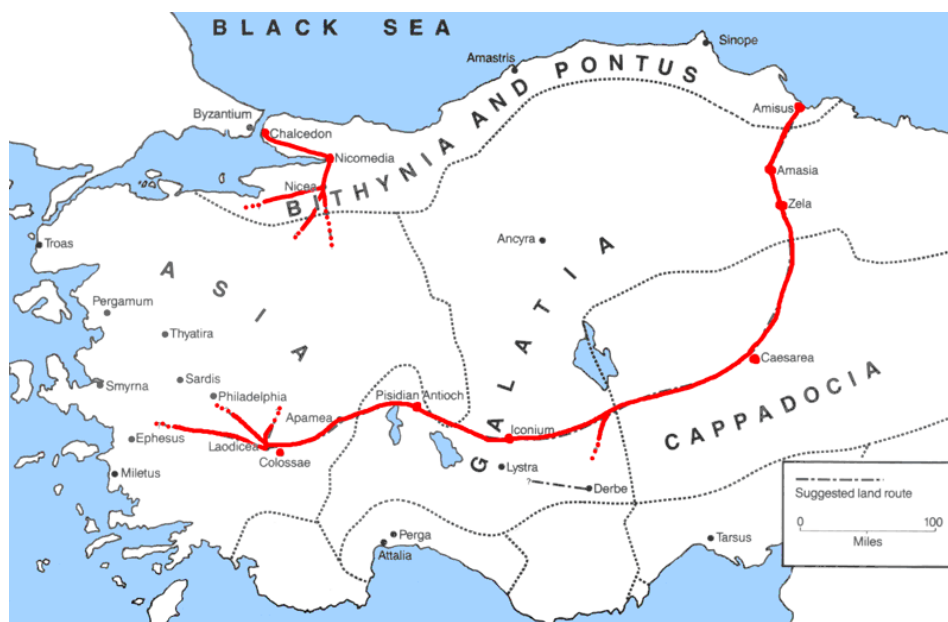 BLACK SEA
Sinope
Amastris
BITHYNIA AND PONTUS
Amisus
Byzantium
Chalcedon
Nicomedia
Amasia
Nicea
Zela
Troas
Ancyra
ASIA
GALATIA
Pergamum
Thyatira
Caesarea
Sardis
Smyrna
Philadelphia
Pisidian Antioch
CAPPADOCIA
Apamea
Iconium
Ephesus
Laodicea
Colossae
Lystra
Miletus
?
Derbe
Suggested land route
0 100
Miles
Perga
Tarsus
Attalia